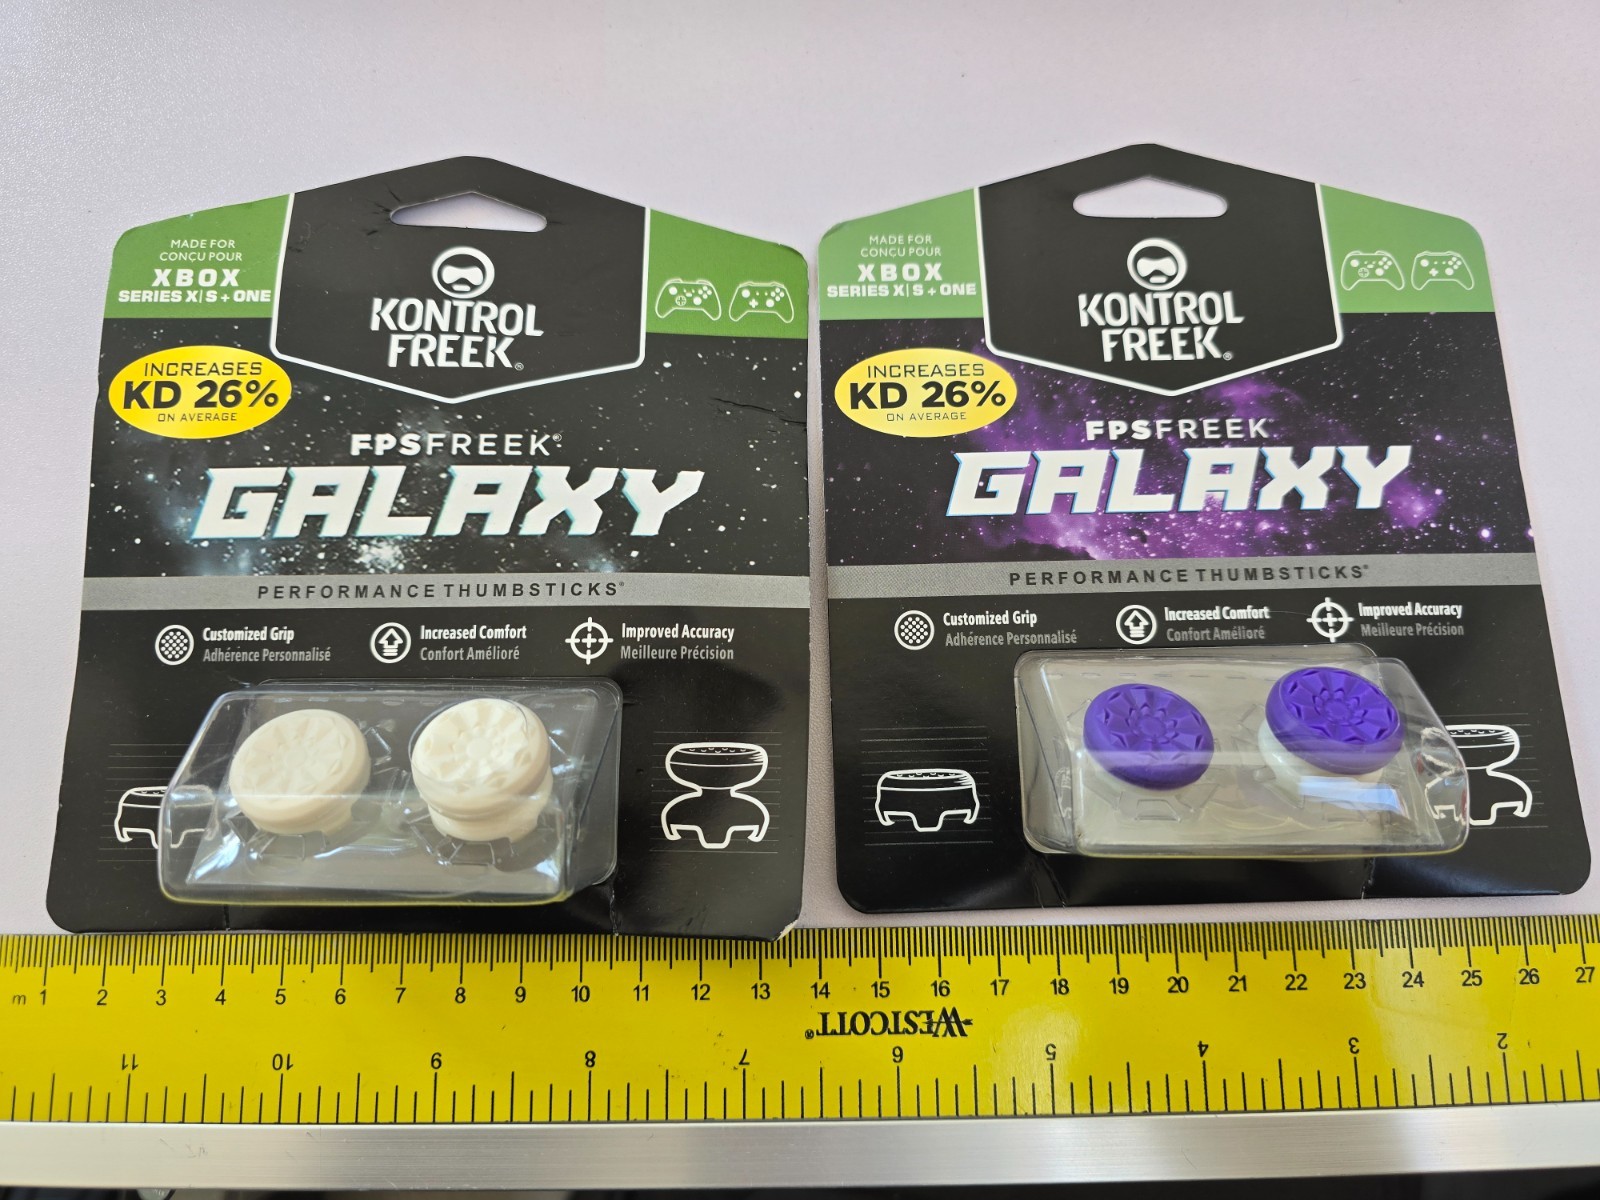 MADE FOR
CONÇU POUR
XBOX
SERIES X|S + ONE
KONTROL
FREEK®
INCREASES
KD 26%
ON AVERAGE
FPSFREEK®
GALAXY
PERFORMANCE THUMBSTICKS®
Customized Grip
Adhérence Personnalisé
Increased Comfort
Confort Amélioré
Improved Accuracy
Meilleure Précision
MADE FOR
CONÇU POUR
XBOX
SERIES X|S + ONE
KONTROL
FREEK®
INCREASES
KD 26%
ON AVERAGE
FPSFREEK
GALAXY
PERFORMANCE THUMBSTICKS®
Customized Grip
Adhérence Personnalisé
Increased Comfort
Confort Amélioré
Improved Accuracy
Meilleure Précision
m 1 2 3 4 5 6 7 8 9 10 11 12 13 14 15 16 17 18 19 20 21 22 23 24 25 26 27
WESTCOTT®
11 10 9 8 7 6 5 4 3 2